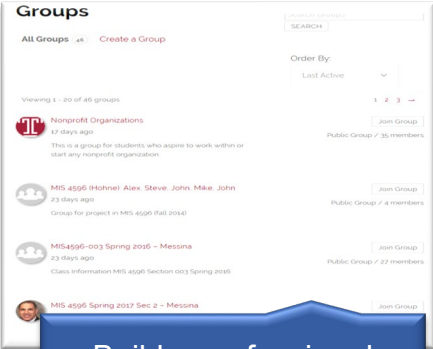 Groups
Search Groups...
SEARCH
All Groups 46 Create a Group
Order By:
Last Active
Viewing 1 - 20 of 46 groups
1 2 3 →
Nonprofit Organizations
Join Group
17 days ago
Public Group / 35 members
This is a group for students who aspire to work within or
start any nonprofit organization.
MIS 4596 (Hohne): Alex, Steve, John, Mike, John
Join Group
23 days ago
Public Group / 4 members
Group for project in MIS 4596 (fall 2014)
MIS4596-003 Spring 2016 – Messina
Join Group
23 days ago
Public Group / 27 members
Class Information MIS 4596 Section 003 Spring 2016
MIS 4596 Spring 2017 Sec 2 – Messina
Join Group